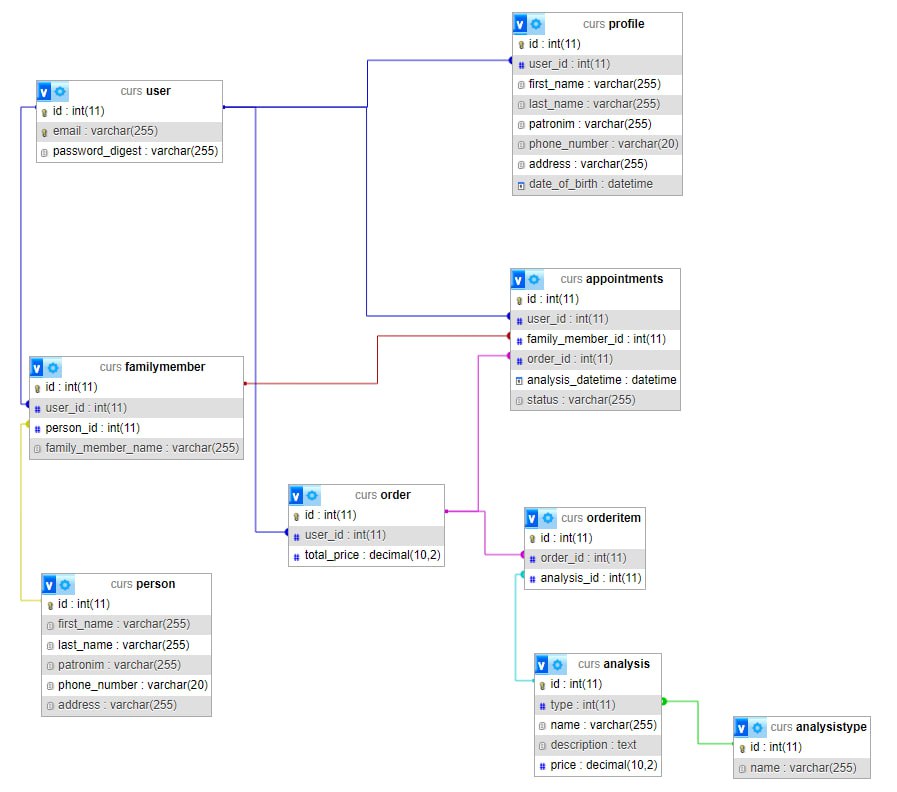 curs profile
id : int(11)
user_id : int(11)
first_name : varchar(255)
last_name : varchar(255)
patronim : varchar(255)
phone_number : varchar(20)
address : varchar(255)
date_of_birth : datetime
curs user
id : int(11)
email : varchar(255)
password_digest : varchar(255)
curs appointments
id : int(11)
user_id : int(11)
family_member_id : int(11)
order_id : int(11)
analysis_datetime : datetime
status : varchar(255)
curs familymember
id : int(11)
user_id : int(11)
person_id : int(11)
family_member_name : varchar(255)
curs order
id : int(11)
user_id : int(11)
total_price : decimal(10,2)
curs orderitem
id : int(11)
order_id : int(11)
analysis_id : int(11)
curs person
id : int(11)
first_name : varchar(255)
last_name : varchar(255)
patronim : varchar(255)
phone_number : varchar(20)
address : varchar(255)
curs analysis
id : int(11)
type : int(11)
name : varchar(255)
description : text
price : decimal(10,2)
curs analysistype
id : int(11)
name : varchar(255)